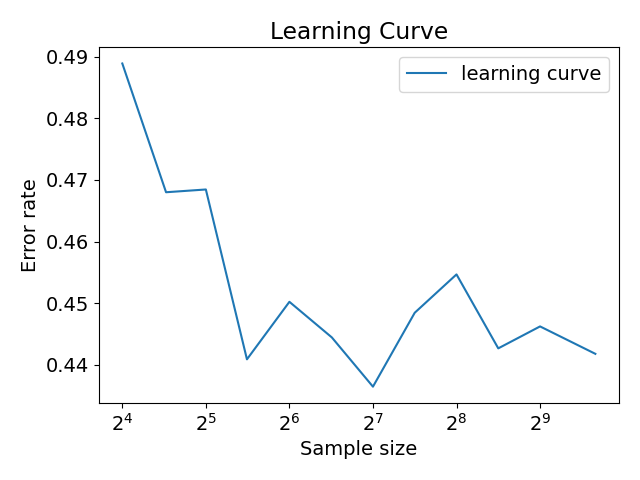 Learning Curve
learning curve
0.49
0.48
0.47
0.46
0.45
0.44
Error rate
2⁴ 2⁵ 2⁶ 2⁷ 2⁸ 2⁹
Sample size